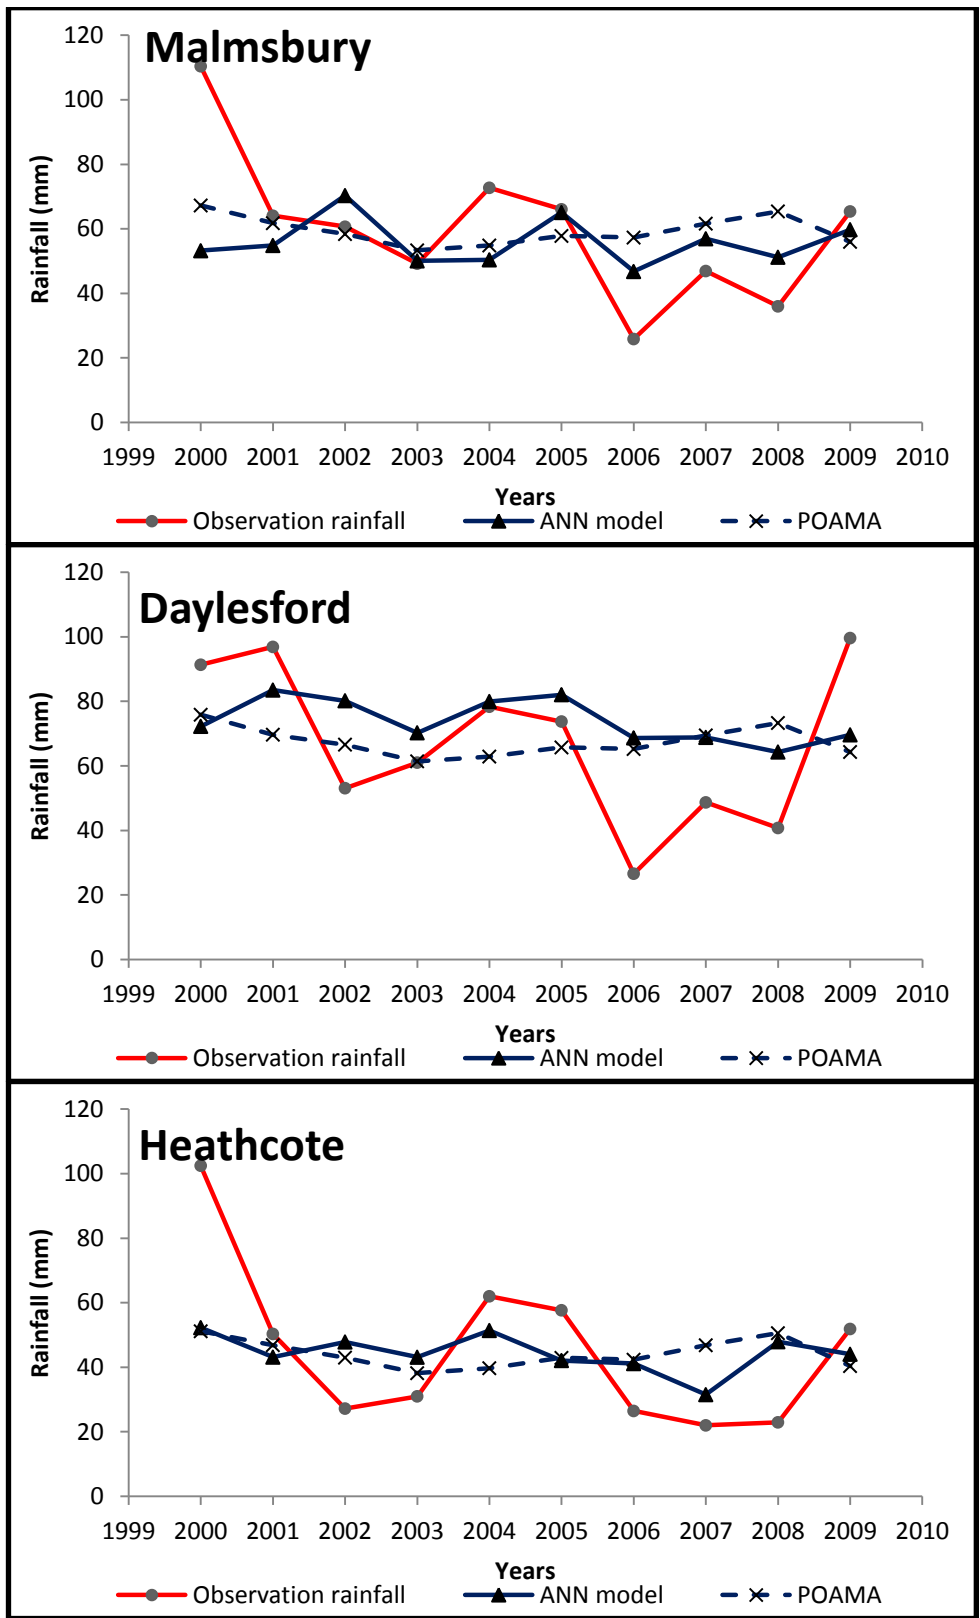 Malmsbury
120
100
80
60
40
20
0
Rainfall (mm)
1999 2000 2001 2002 2003 2004 2005 2006 2007 2008 2009 2010
Years
Observation rainfall ANN model POAMA
Daylesford
120
100
80
60
40
20
0
Rainfall (mm)
1999 2000 2001 2002 2003 2004 2005 2006 2007 2008 2009 2010
Years
Observation rainfall ANN model POAMA
Heathcote
120
100
80
60
40
20
0
Rainfall (mm)
1999 2000 2001 2002 2003 2004 2005 2006 2007 2008 2009 2010
Years
Observation rainfall ANN model POAMA